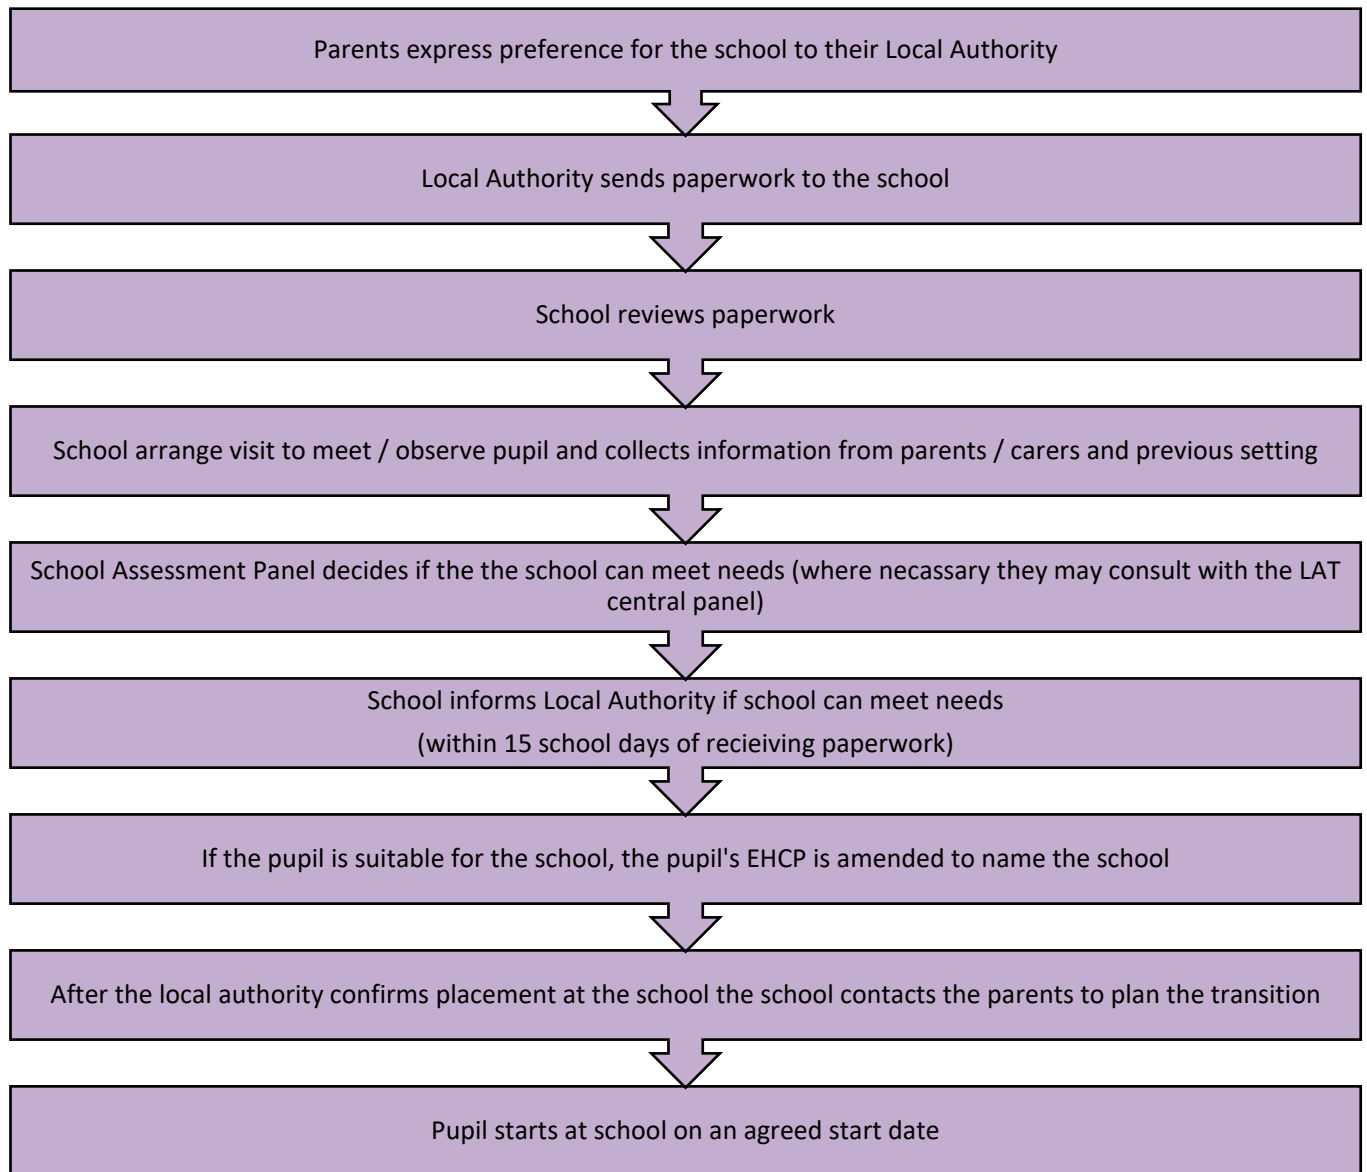 Parents express preference for the school to their Local Authority
Local Authority sends paperwork to the school
School reviews paperwork
School arrange visit to meet / observe pupil and collects information from parents / carers and previous setting
School Assessment Panel decides if the the school can meet needs (where necassary they may consult with the LAT
central panel)
School informs Local Authority if school can meet needs
(within 15 school days of recieiving paperwork)
If the pupil is suitable for the school, the pupil's EHCP is amended to name the school
After the local authority confirms placement at the school the school contacts the parents to plan the transition
Pupil starts at school on an agreed start date